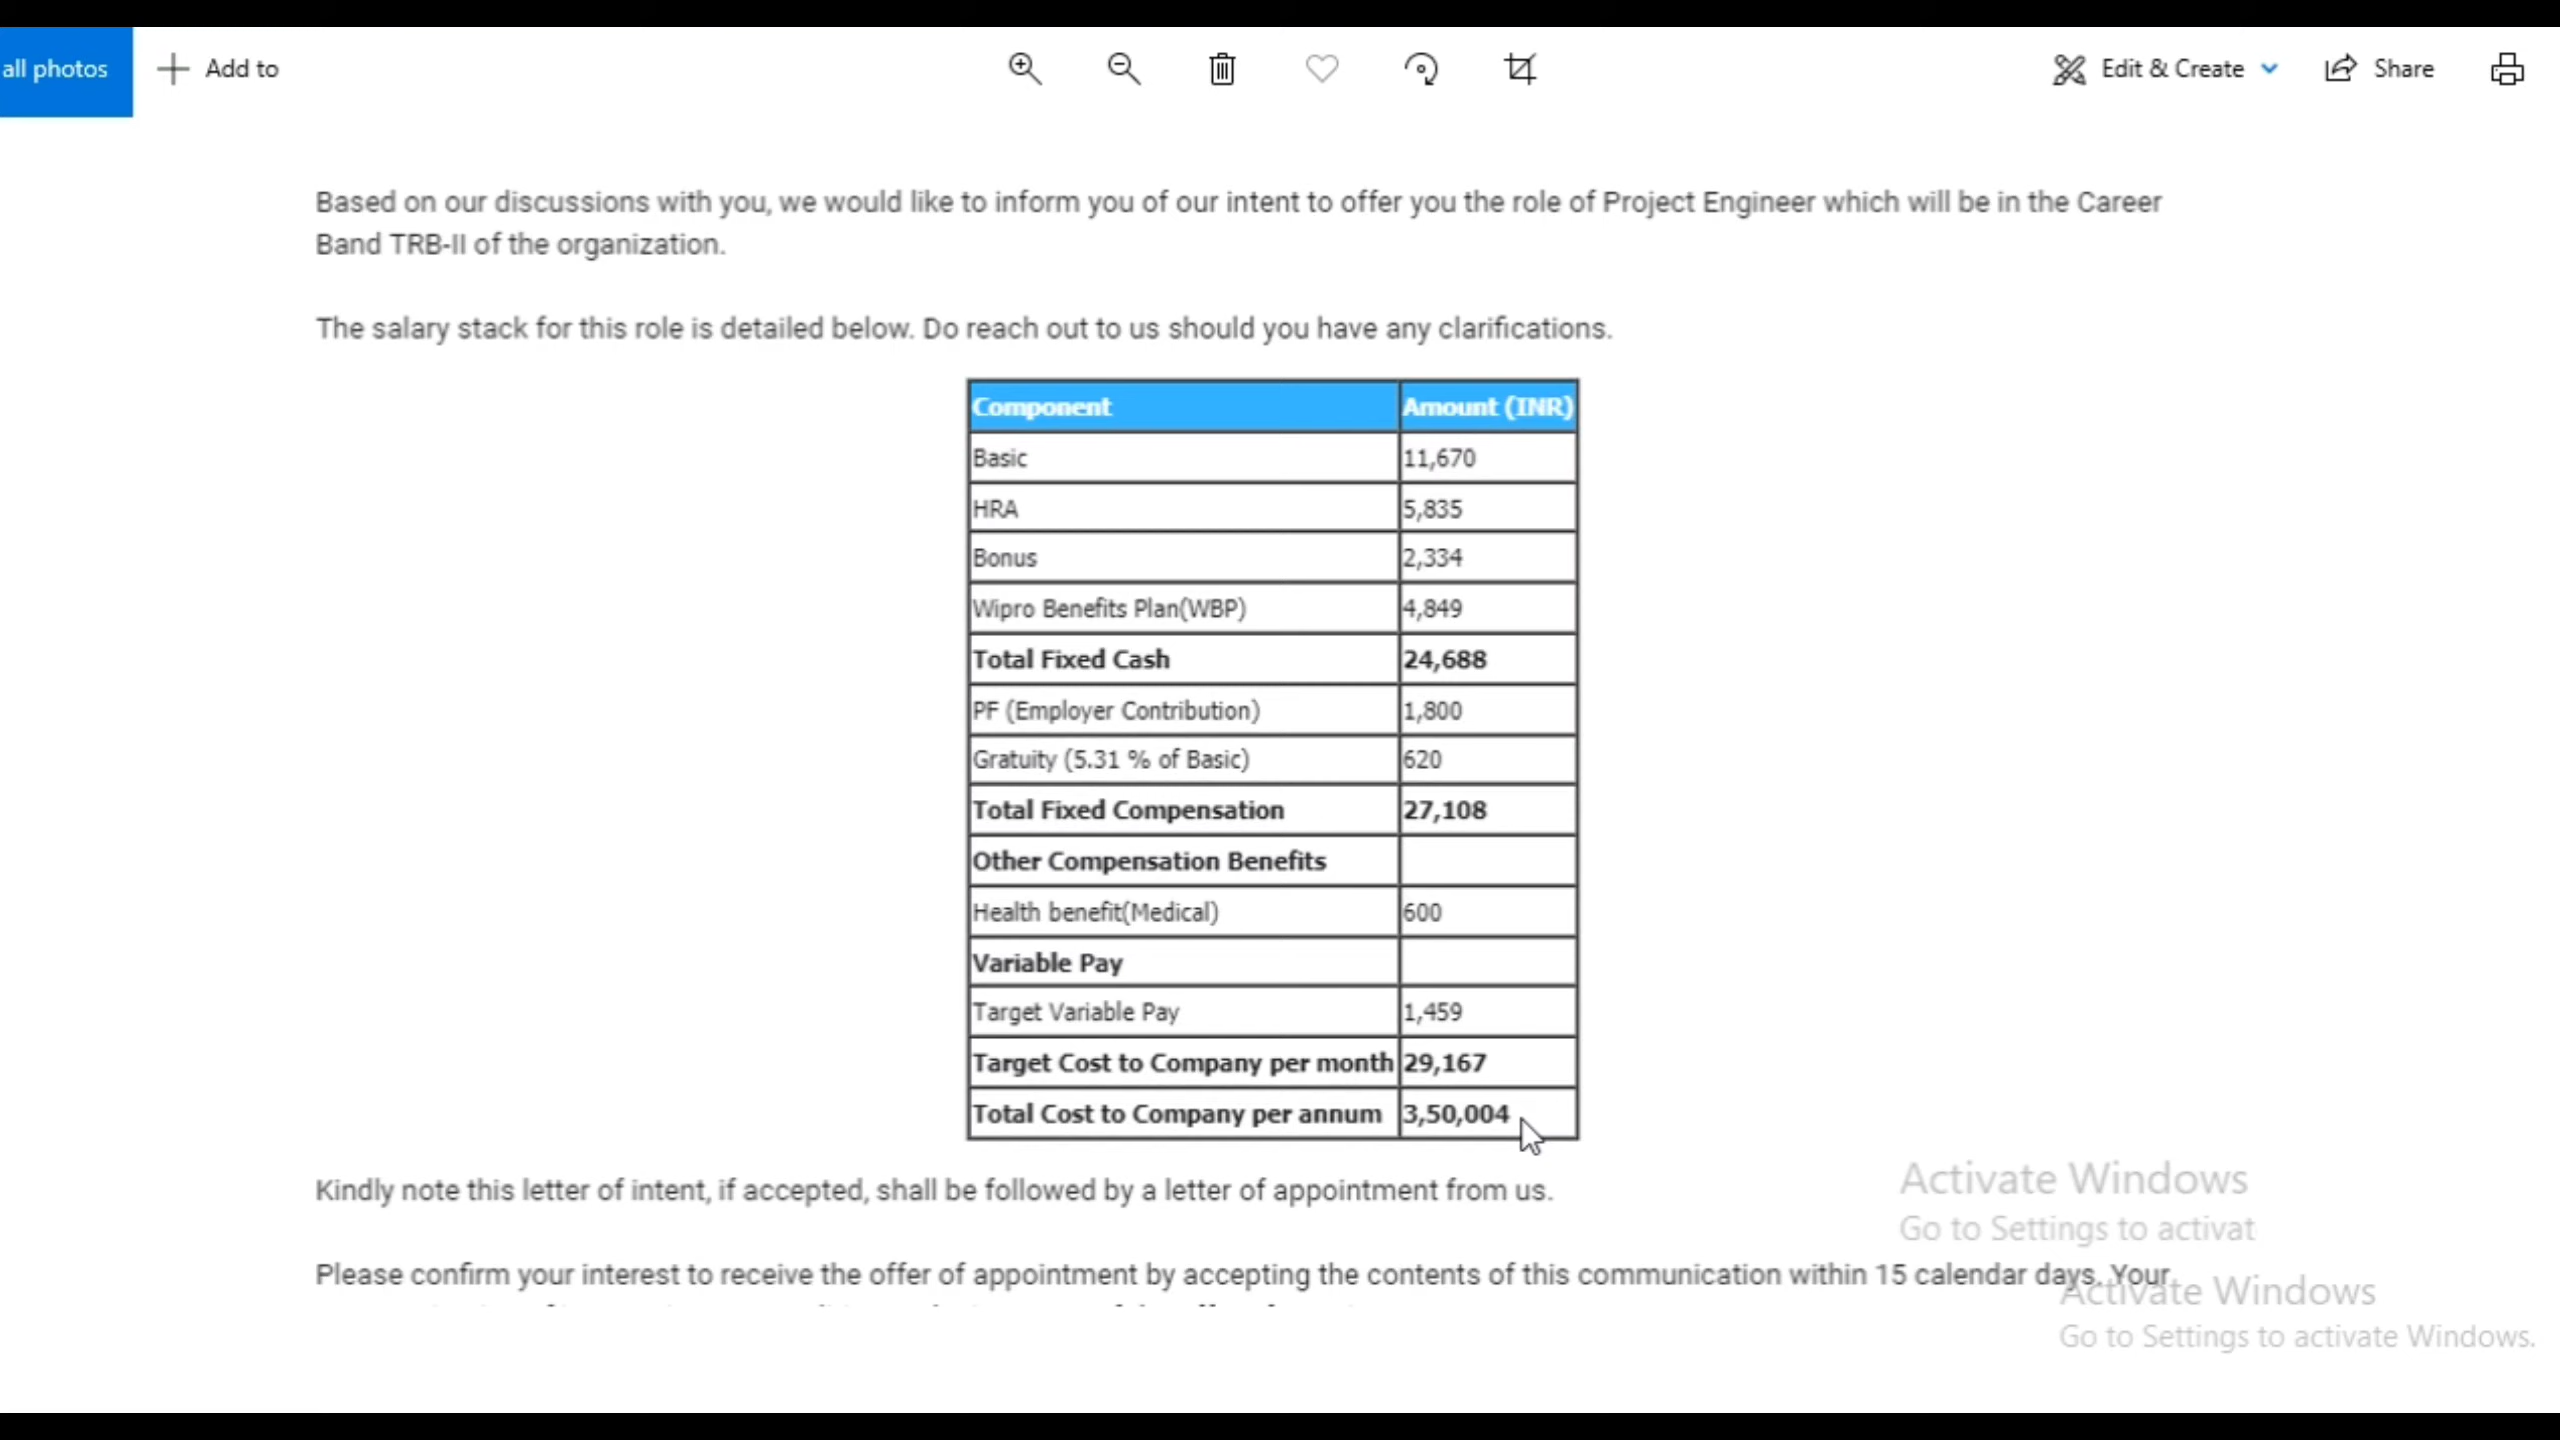 all photos
Add to
Edit & Create
Share
Based on our discussions with you, we would like to inform you of our intent to offer you the role of Project Engineer which will be in the Career
Band TRB-II of the organization.
The salary stack for this role is detailed below. Do reach out to us should you have any clarifications.
Component Amount (INR)
Basic 11,670
HRA 5,835
Bonus 2,334
Wipro Benefits Plan(WBP) 4,849
Total Fixed Cash 24,688
PF (Employer Contribution) 1,800
Gratuity (5.31 % of Basic) 620
Total Fixed Compensation 27,108
Other Compensation Benefits
Health benefit(Medical) 600
Variable Pay
Target Variable Pay 1,459
Target Cost to Company per month 29,167
Total Cost to Company per annum 3,50,004
Kindly note this letter of intent, if accepted, shall be followed by a letter of appointment from us.
Activate Windows
Go to Settings to activat
Please confirm your interest to receive the offer of appointment by accepting the contents of this communication within 15 calendar days. Your
Activate Windows
Go to Settings to activate Windows.